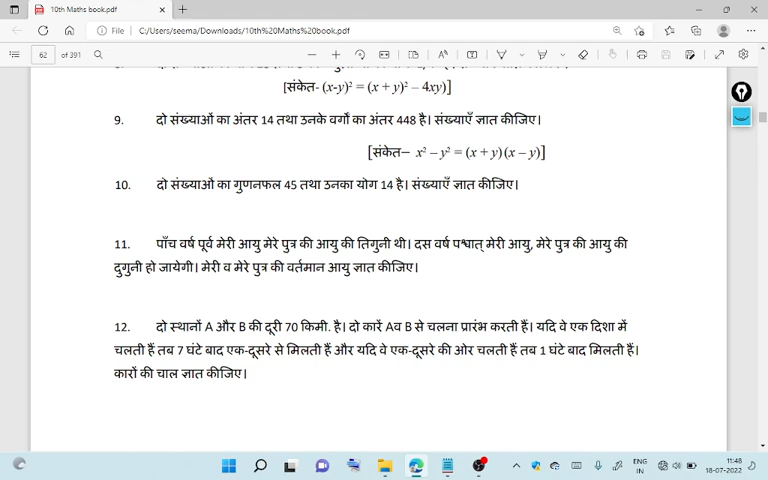 10th Maths book.pdf
File C:/Users/seema/Downloads/10th%20Maths%20book.pdf
62 of 391
[संकेत- (x-y)² = (x + y)² – 4xy)]
9. दो संख्याओं का अंतर 14 तथा उनके वर्गों का अंतर 448 है। संख्याएँ ज्ञात कीजिए।
[संकेत– x² – y² = (x + y) (x – y)]
10. दो संख्याओं का गुणनफल 45 तथा उनका योग 14 है। संख्याएँ ज्ञात कीजिए।
11. पाँच वर्ष पूर्व मेरी आयु मेरे पुत्र की आयु की तिगुनी थी। दस वर्ष पश्चात् मेरी आयु, मेरे पुत्र की आयु की
दुगुनी हो जायेगी। मेरी व मेरे पुत्र की वर्तमान आयु ज्ञात कीजिए।
12. दो स्थानों A और B की दूरी 70 किमी. है। दो कारें Aव B से चलना प्रारंभ करती हैं। यदि वे एक दिशा में
चलती हैं तब 7 घंटे बाद एक-दूसरे से मिलती हैं और यदि वे एक-दूसरे की ओर चलती हैं तब 1 घंटे बाद मिलती हैं।
कारों की चाल ज्ञात कीजिए।
ENG
IN
11:48
18-07-2022